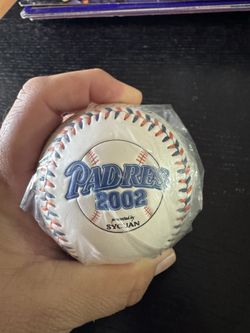 PADRES
2002
presented by
SYCUAN